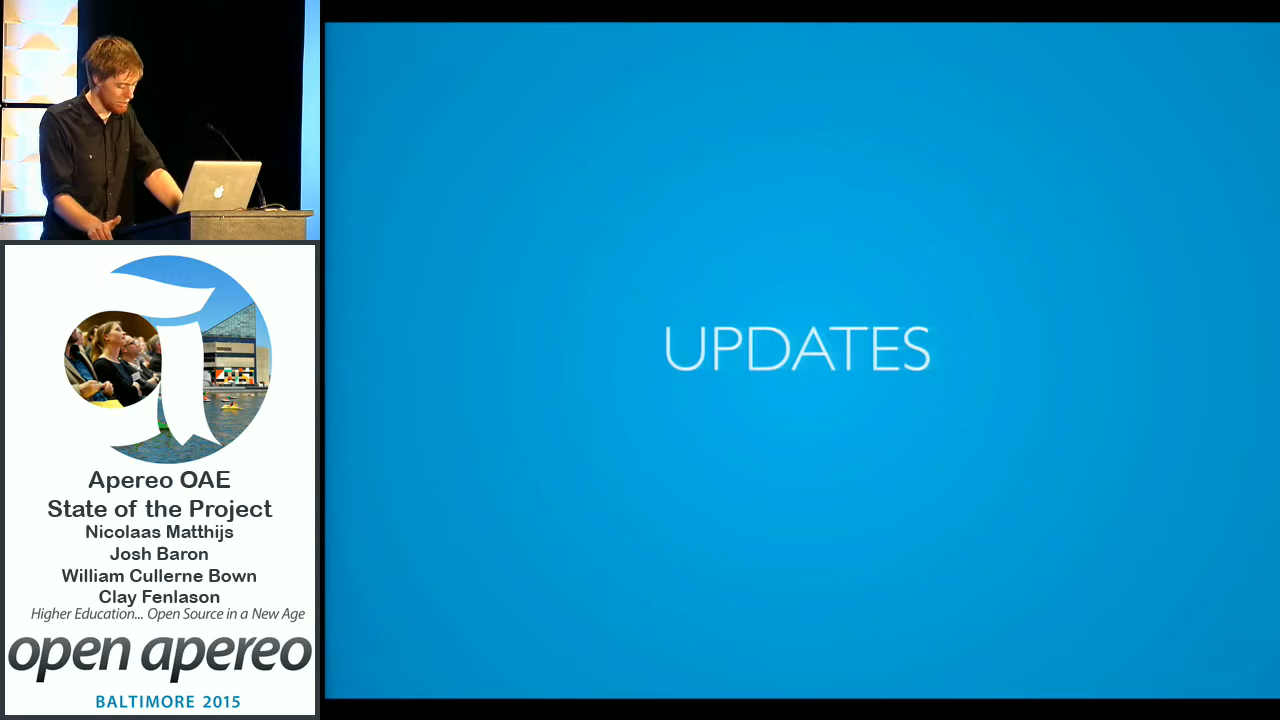 UPDATES
Apereo OAE
State of the Project
Nicolaas Matthijs
Josh Baron
William Cullerne Bown
Clay Fenlason
Higher Education... Open Source in a New Age
open apereo
BALTIMORE 2015